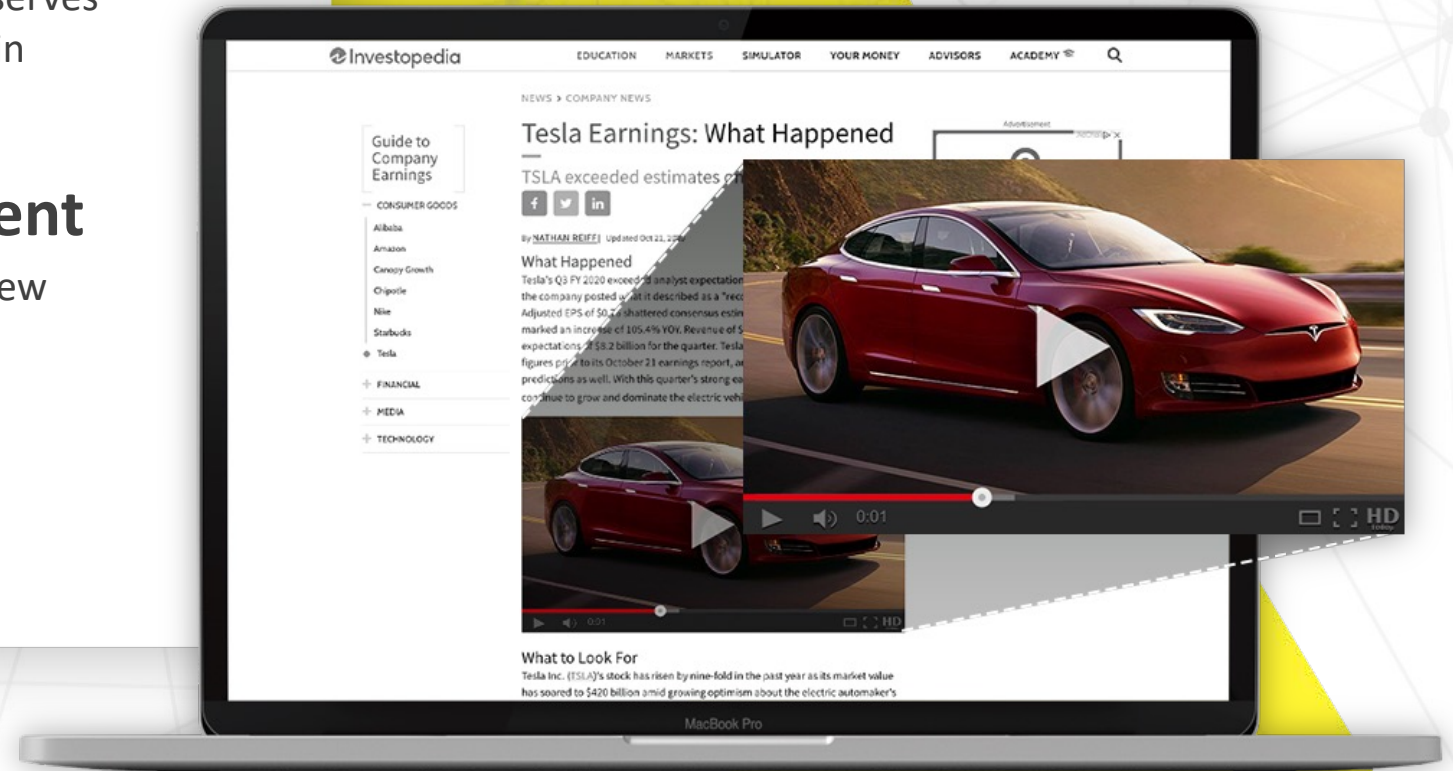 serves
in
ent
ew
Investopedia
EDUCATION MARKETS SIMULATOR YOUR MONEY ADVISORS ACADEMY
NEWS > COMPANY NEWS
Guide to
Company
Earnings
CONSUMER GOODS
Alibaba
Amazon
Canopy Growth
Chipotle
Nike
Starbucks
Tesla
FINANCIAL
MEDIA
TECHNOLOGY
Tesla Earnings: What Happened
TSLA exceeded estimates
By NATHAN REIFF | Updated Oct 21,
What Happened
Tesla's Q3 FY 2020 exceeded analyst expectation
the company posted what it described as a "rec
Adjusted EPS of shattered consensus estim
marked an increase of 105.4% YOY. Revenue of $
expectations of $8.2 billion for the quarter. Tesla
figures prior to its October 21 earnings report, a
predictions as well. With this quarter's strong ea
continue to grow and dominate the electric vehi
Advertisement
0:01 HD
1080p
0:01 HD
What to Look For
Tesla Inc. (TSLA)'s stock has risen by nine-fold in the past year as its market value
has soared to $420 billion amid growing optimism about the electric automaker's
MacBook Pro